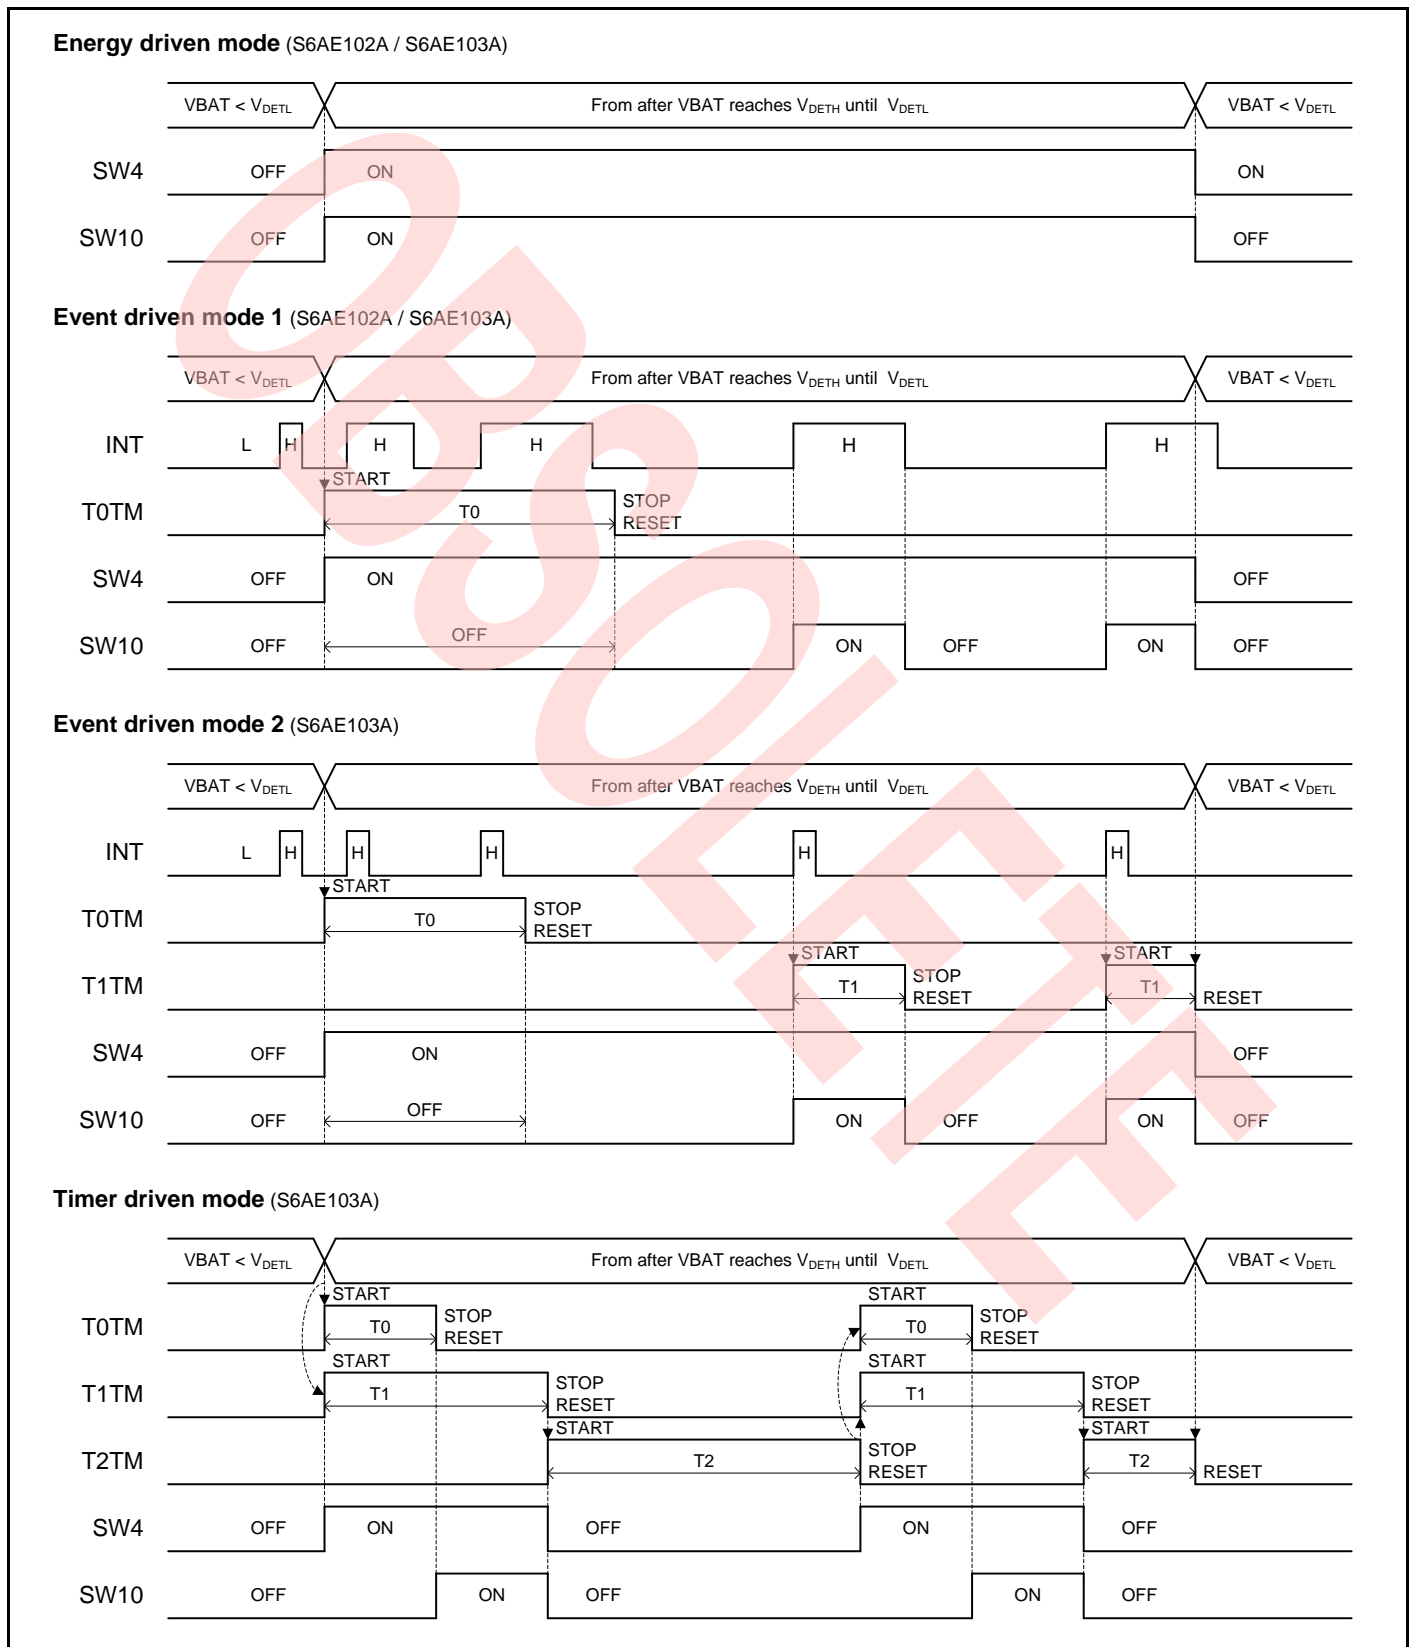 Energy driven mode (S6AE102A / S6AE103A)
VBAT < VDETL From after VBAT reaches VDETH until VDETL VBAT < VDETL
SW4 OFF ON ON
SW10 OFF ON OFF
Event driven mode 1 (S6AE102A / S6AE103A)
VBAT < VDETL From after VBAT reaches VDETH until VDETL VBAT < VDETL
INT L H H H H H
START
T0TM T0 STOP
RESET
SW4 OFF ON OFF
SW10 OFF OFF ON OFF ON OFF
Event driven mode 2 (S6AE103A)
VBAT < VDETL From after VBAT reaches VDETH until VDETL VBAT < VDETL
INT L H H H H H
START
T0TM T0 STOP
RESET
START START
T1TM T1 STOP T1
RESET RESET
SW4 OFF ON OFF
SW10 OFF OFF ON OFF ON OFF
Timer driven mode (S6AE103A)
VBAT < VDETL From after VBAT reaches VDETH until VDETL VBAT < VDETL
START START
T0TM T0 STOP T0 STOP
RESET RESET
START START
T1TM T1 STOP T1 STOP
RESET RESET
START START
T2TM T2 STOP T2
RESET RESET
SW4 OFF ON OFF ON OFF
SW10 OFF ON OFF ON OFF
OBSOLETE